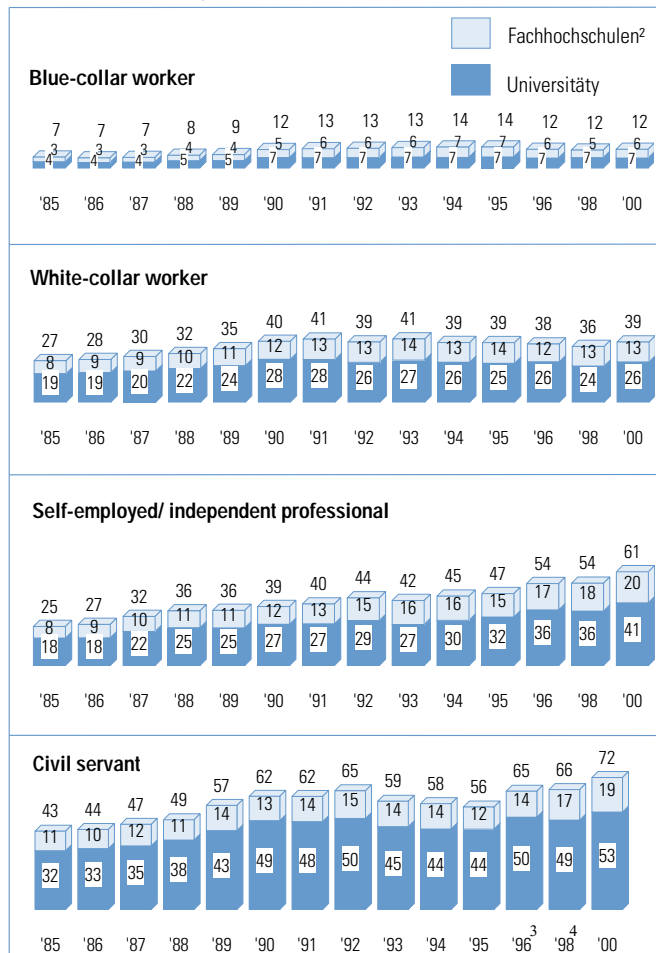 Fachhochschulen²
Universitäty
Blue-collar worker
7 7 7 8 9 12 13 13 13 14 14 12 12 12
3 3 3 4 4 5 6 6 6 7 7 6 5 6
4 4 4 5 5 7 7 7 7 7 7 7 7 7
'85 '86 '87 '88 '89 '90 '91 '92 '93 '94 '95 '96 '98 '00
White-collar worker
27 28 30 32 35 40 41 39 41 39 39 38 36 39
8 9 9 10 11 12 13 13 14 13 14 12 13 13
19 19 20 22 24 28 28 26 27 26 25 26 24 26
'85 '86 '87 '88 '89 '90 '91 '92 '93 '94 '95 '96 '98 '00
Self-employed/ independent professional
25 27 32 36 36 39 40 44 42 45 47 54 54 61
8 9 10 11 11 12 13 15 16 16 15 17 18 20
18 18 22 25 25 27 27 29 27 30 32 36 36 41
'85 '86 '87 '88 '89 '90 '91 '92 '93 '94 '95 '96 '98 '00
Civil servant
43 44 47 49 57 62 62 65 59 58 56 65 66 72
11 10 12 11 14 13 14 15 14 14 12 14 17 19
32 33 35 38 43 49 48 50 45 44 44 50 49 53
'85 '86 '87 '88 '89 '90 '91 '92 '93 '94 '95 '96³ '98⁴ '00